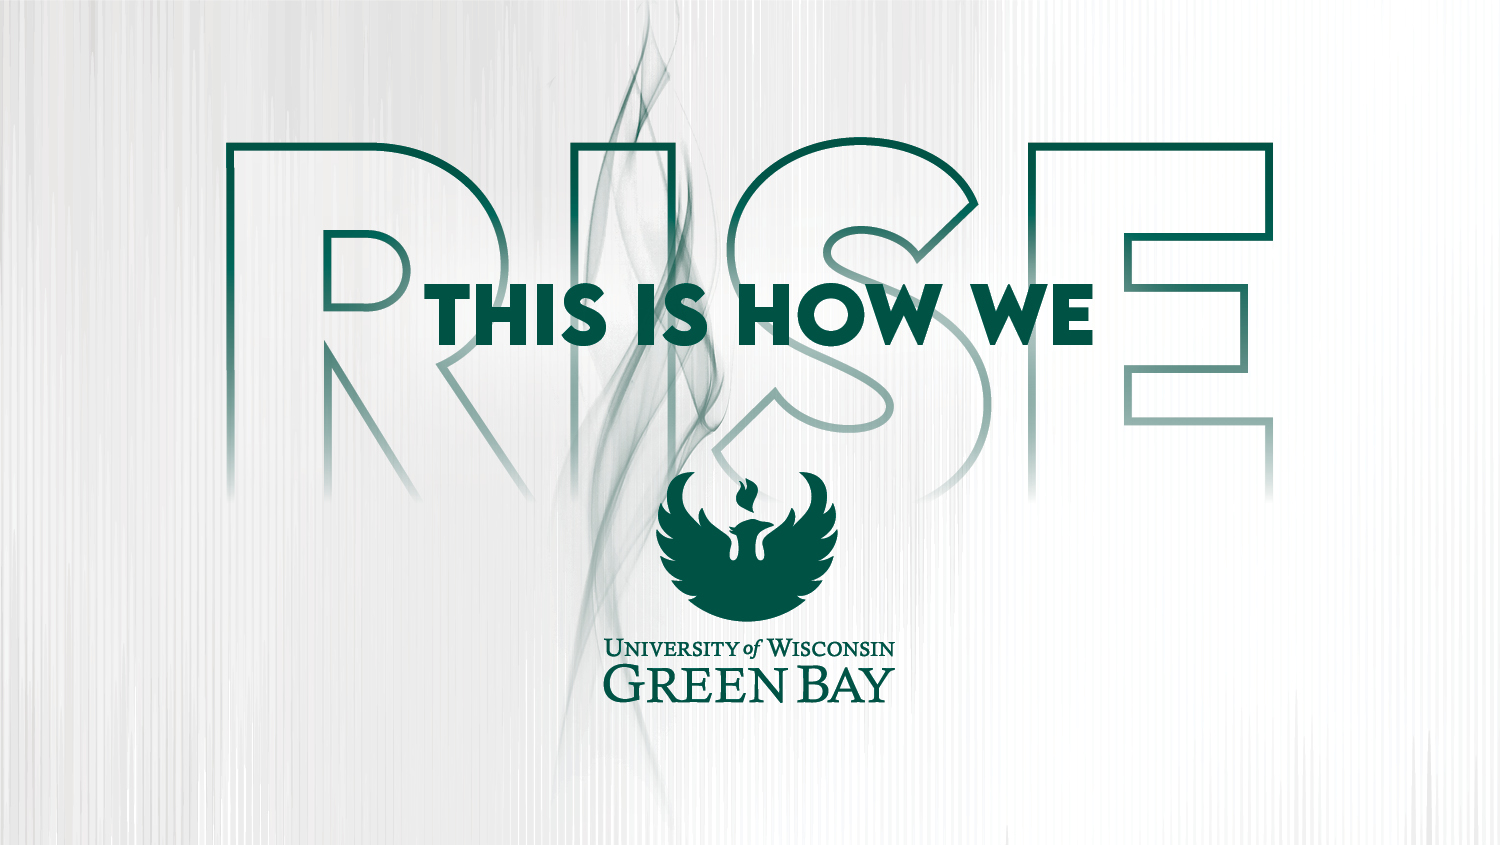 THIS IS HOW WE
RISE
University of Wisconsin
Green Bay